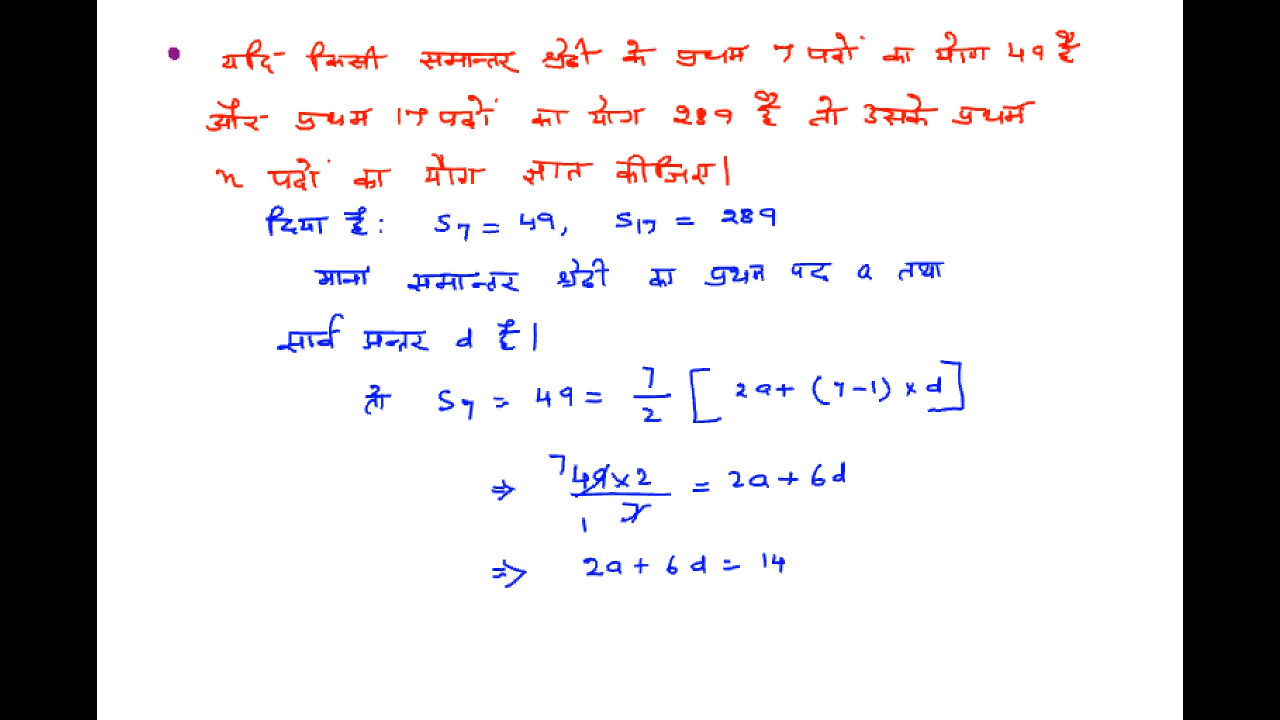 • यदि किसी समान्तर श्रेढी के प्रथम 7 पदों का योग 49 है
और प्रथम 17 पदों का योग 289 है तो उसके प्रथम
n पदों का योग ज्ञात कीजिए।
दिया है: S₇ = 49, S₁₇ = 289
माना समान्तर श्रेढी का प्रथम पद a तथा
सार्व अन्तर d है।
तो S₇ = 49 = 7/2 [2a + (7-1) × d]
⇒ 7 49×2 / 1 7 = 2a + 6d
⇒ 2a + 6d = 14